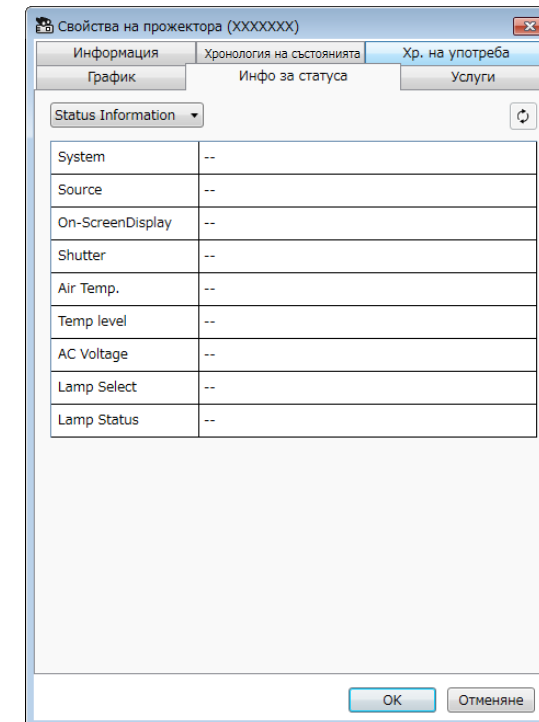 Свойства на прожектора (XXXXXXX)
Информация Хронология на състоянията Хр. на употреба
График Инфо за статуса Услуги
Status Information
System --
Source --
On-ScreenDisplay --
Shutter --
Air Temp. --
Temp level --
AC Voltage --
Lamp Select --
Lamp Status --
OK Отменяне